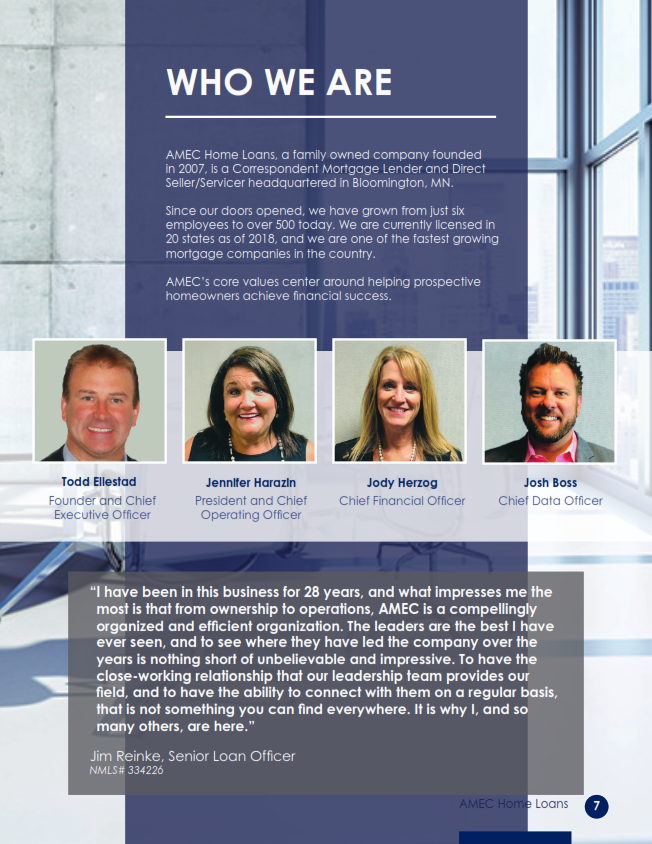 WHO WE ARE
AMEC Home Loans, a family owned company founded
in 2007, is a Correspondent Mortgage Lender and Direct
Seller/Servicer headquartered in Bloomington, MN.
Since our doors opened, we have grown from just six
employees to over 500 today. We are currently licensed in
20 states as of 2018, and we are one of the fastest growing
mortgage companies in the country.
AMEC’s core values center around helping prospective
homeowners achieve financial success.
Todd Ellestad
Founder and Chief
Executive Officer
Jennifer Harazin
President and Chief
Operating Officer
Jody Herzog
Chief Financial Officer
Josh Boss
Chief Data Officer
“I have been in this business for 28 years, and what impresses me the
most is that from ownership to operations, AMEC is a compellingly
organized and efficient organization. The leaders are the best I have
ever seen, and to see where they have led the company over the
years is nothing short of unbelievable and impressive. To have the
close-working relationship that our leadership team provides our
field, and to have the ability to connect with them on a regular basis,
that is not something you can find everywhere. It is why I, and so
many others, are here.”
Jim Reinke, Senior Loan Officer
NMLS# 334226
AMEC Home Loans 7